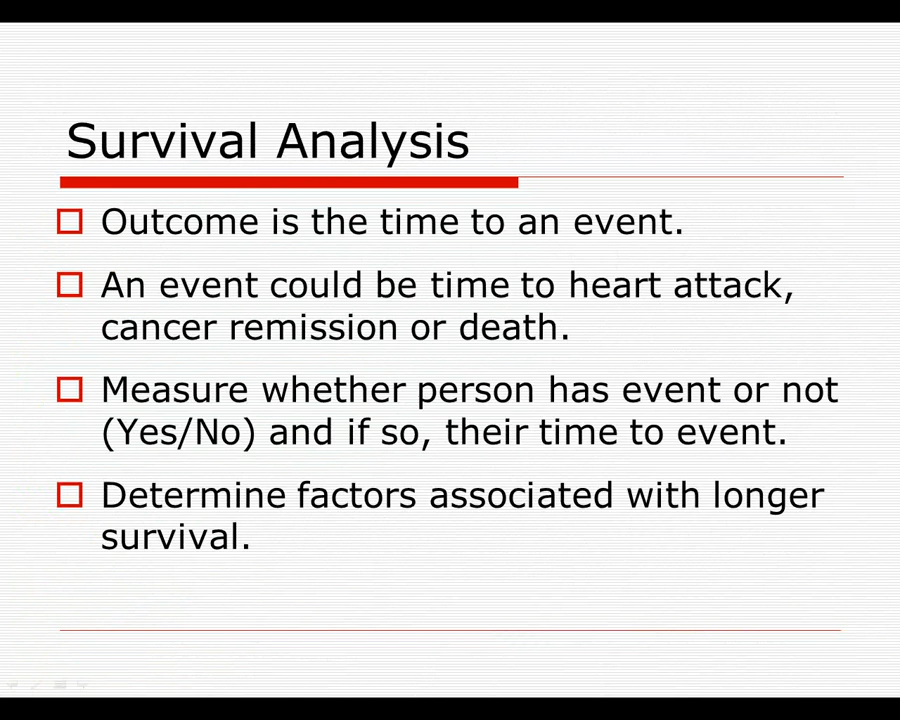 Survival Analysis
Outcome is the time to an event.
An event could be time to heart attack,
cancer remission or death.
Measure whether person has event or not
(Yes/No) and if so, their time to event.
Determine factors associated with longer
survival.